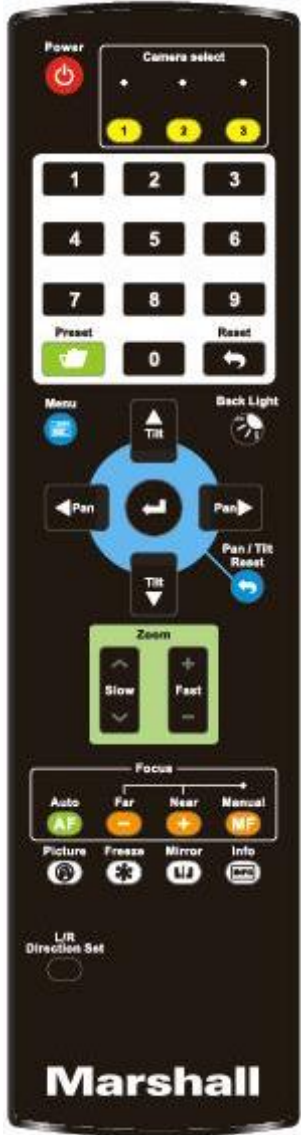 Power
Camera select
1 2 3
1 2 3
4 5 6
7 8 9
Preset Reset
0
Menu Back Light
Tilt
Pan Pan
Pan / Tilt
Reset
Tilt
Zoom
Slow + Fast -
Focus
Auto Far Near Manual
AF - + MF
Picture Freeze Mirror Info
L/R
Direction Set
Marshall